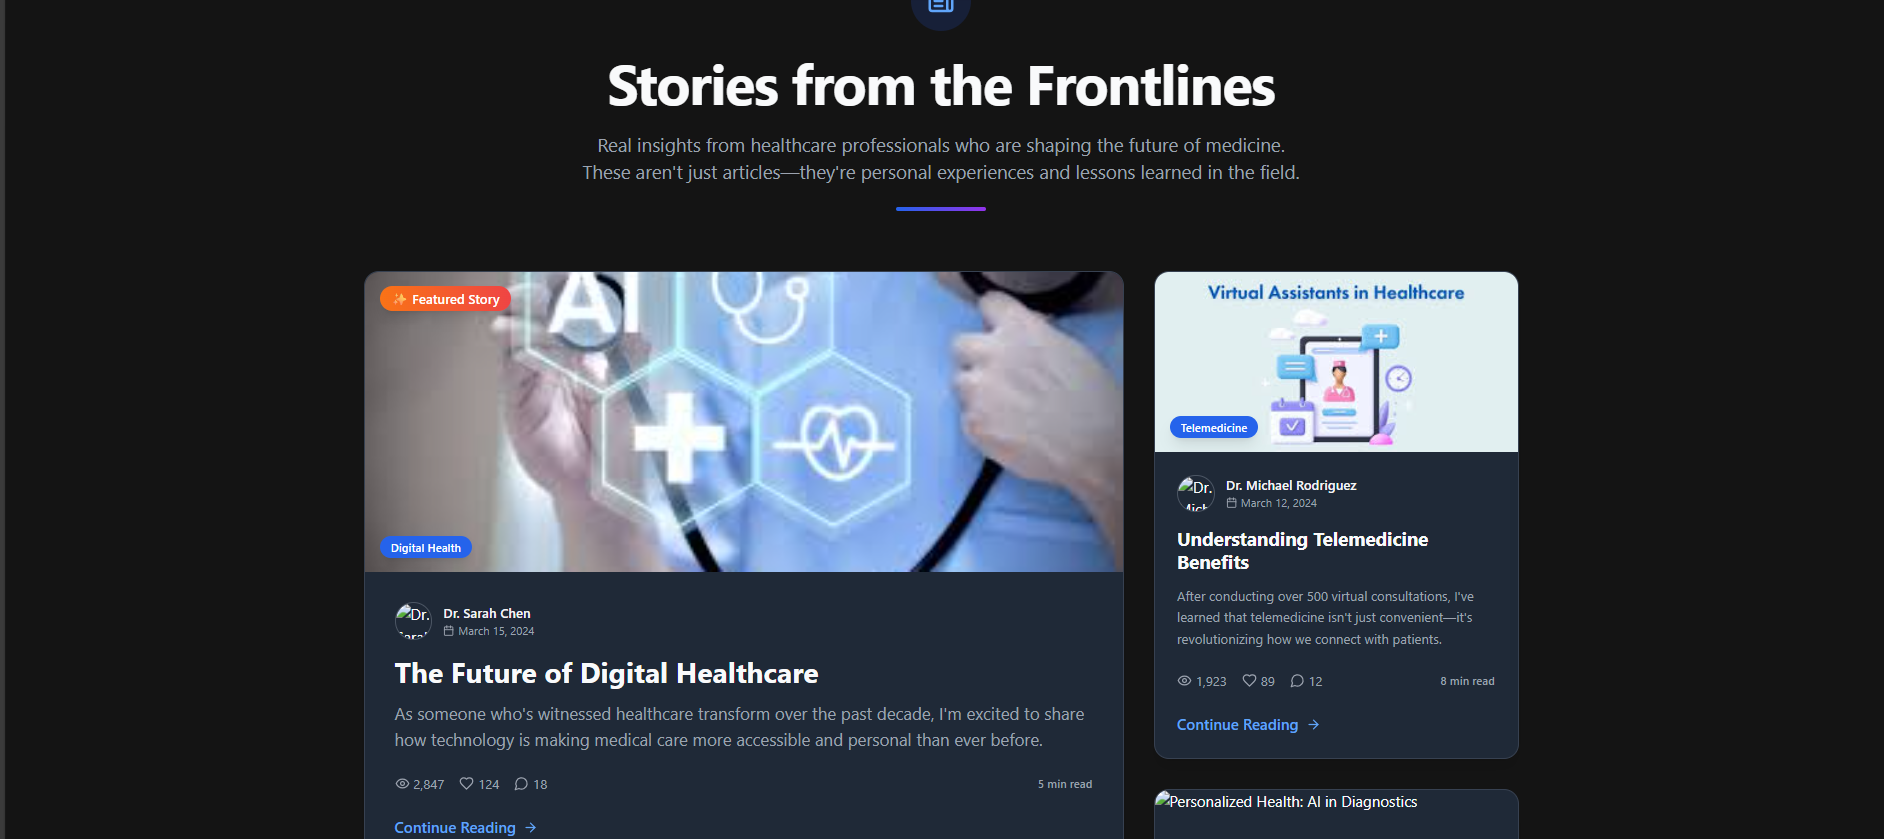 Stories from the Frontlines
Real insights from healthcare professionals who are shaping the future of medicine.
These aren't just articles—they're personal experiences and lessons learned in the field.
✨ Featured Story
AI
Digital Health
Dr.
Dr. Sarah Chen
March 15, 2024
The Future of Digital Healthcare
As someone who's witnessed healthcare transform over the past decade, I'm excited to share
how technology is making medical care more accessible and personal than ever before.
2,847 124 18
5 min read
Continue Reading →
Virtual Assistants in Healthcare
Telemedicine
Dr.
Dr. Michael Rodriguez
March 12, 2024
Understanding Telemedicine
Benefits
After conducting over 500 virtual consultations, I've
learned that telemedicine isn't just convenient—it's
revolutionizing how we connect with patients.
1,923 89 12
8 min read
Continue Reading →
Personalized Health: AI in Diagnostics